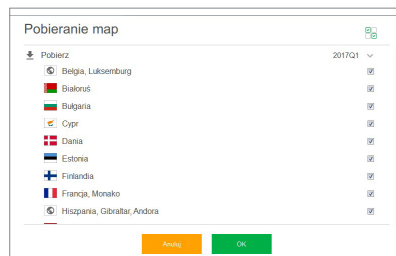 Pobieranie map
Pobierz 2017Q1
Belgia, Luksemburg
Białoruś
Bułgaria
Cypr
Dania
Estonia
Finlandia
Francja, Monako
Hiszpania, Gibraltar, Andora
Anuluj OK